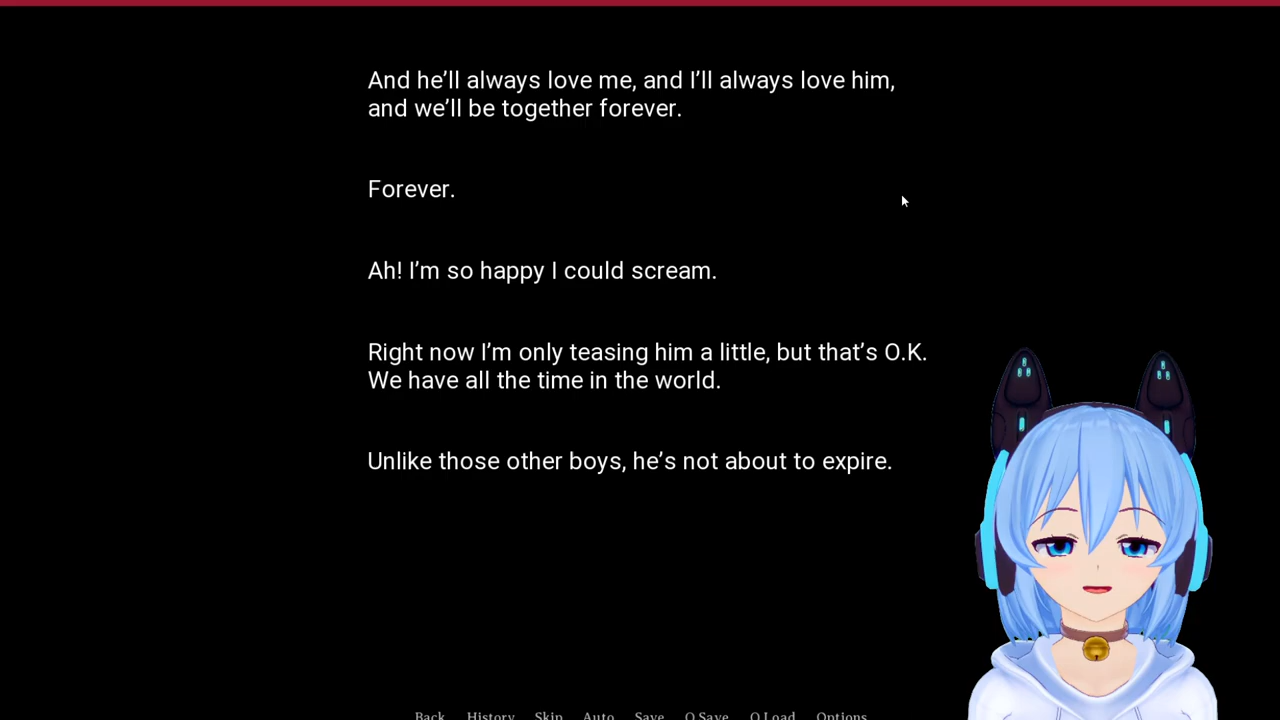 And he’ll always love me, and I’ll always love him,
and we’ll be together forever.
Forever.
Ah! I’m so happy I could scream.
Right now I’m only teasing him a little, but that’s O.K.
We have all the time in the world.
Unlike those other boys, he’s not about to expire.
Back History Skip Auto Save Q.Save Q.Load Options